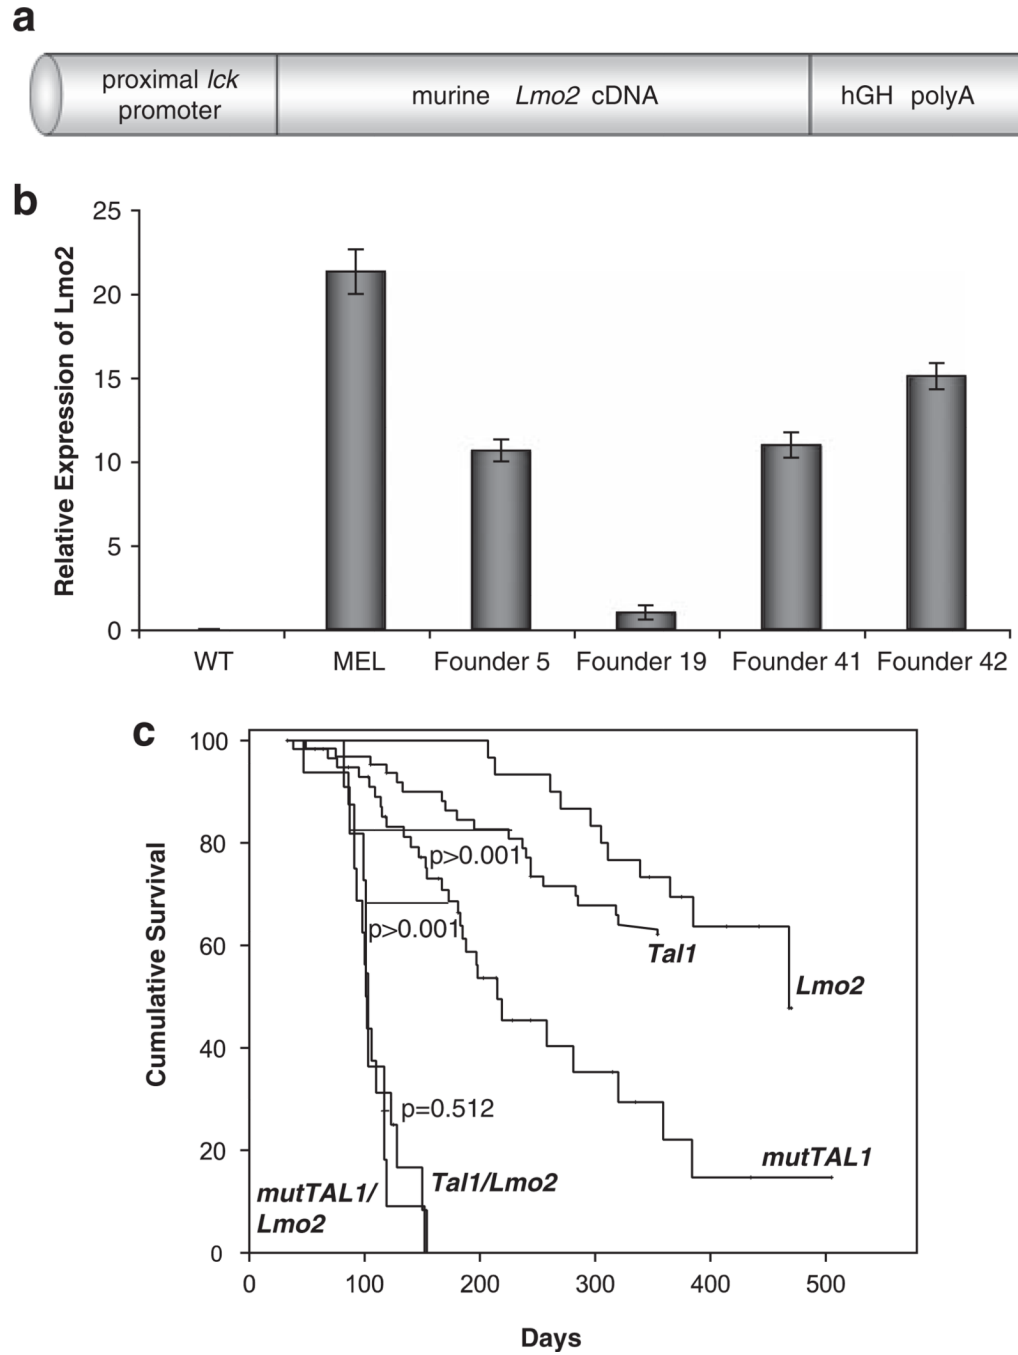 a
proximal lck
promoter
murine Lmo2 cDNA
hGH polyA
b
Relative Expression of Lmo2
25
20
15
10
5
0
WT MEL Founder 5 Founder 19 Founder 41 Founder 42
c
Cumulative Survival
100
80
60
40
20
0
p>0.001
p>0.001
Tal1
Lmo2
p=0.512
mutTAL1
Tal1/Lmo2
mutTAL1/
Lmo2
0 100 200 300 400 500
Days